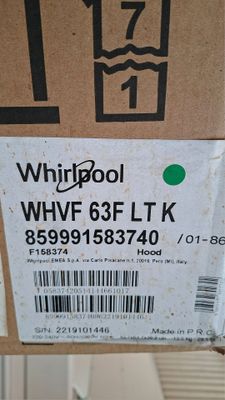 7
1
Whirlpool
WHVF 63F LT K
859991583740 /01-86
F158374 Hood
Whirlpool EMEA S.p.A. via Carlo Pisacane n.1, 20016, Pero (MI), Italy
S/N: 2219101446 Made in P.R.C